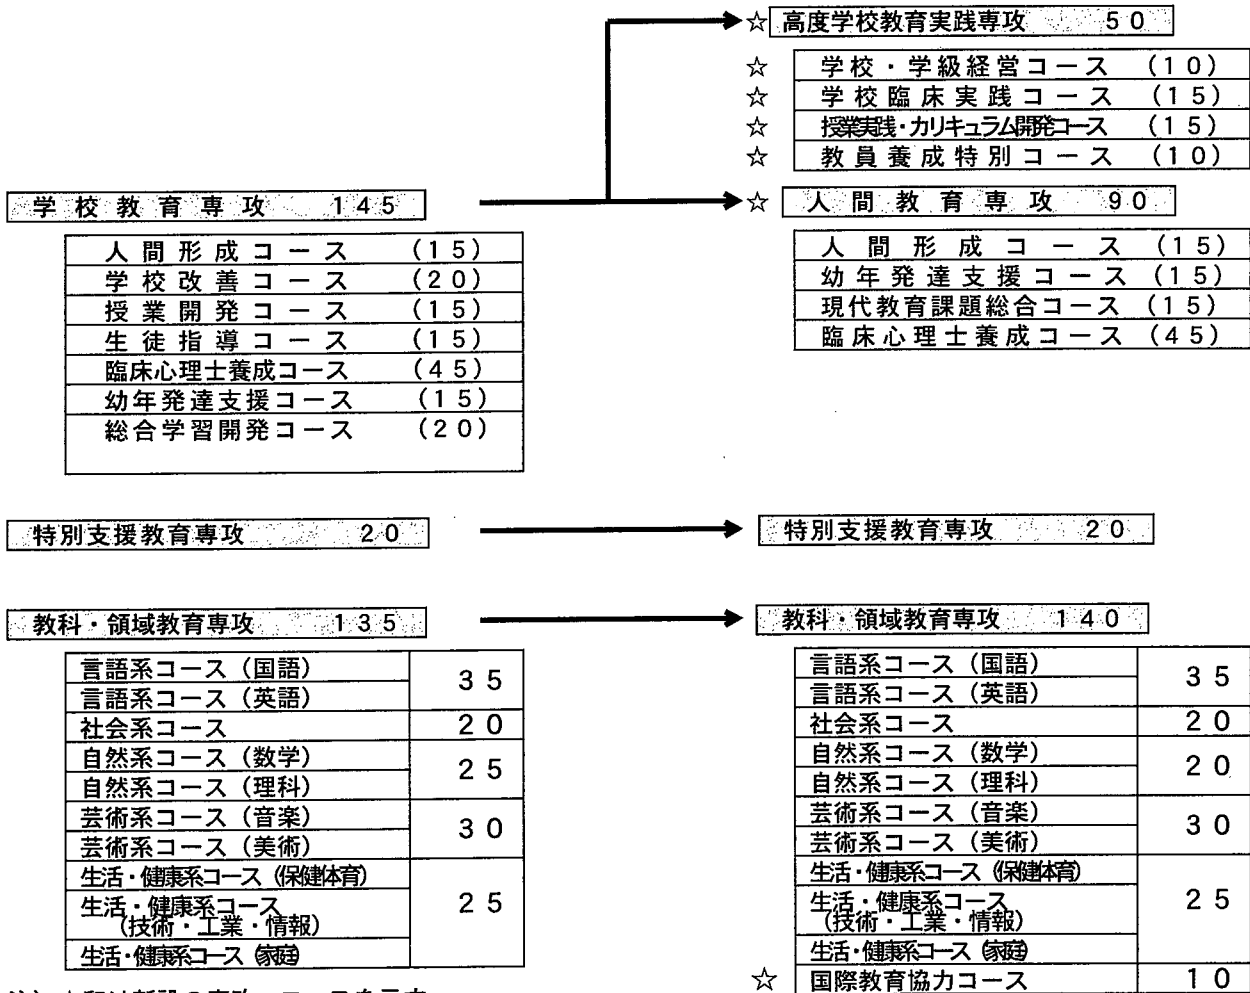 ☆ 高度学校教育実践専攻 50
☆ 学校・学級経営コース (10)
☆ 学校臨床実践コース (15)
☆ 授業実践・カリキュラム開発コース (15)
☆ 教員養成特別コース (10)
学校教育専攻 145
人間形成コース (15)
学校改善コース (20)
授業開発コース (15)
生徒指導コース (15)
臨床心理士養成コース (45)
幼年発達支援コース (15)
総合学習開発コース (20)
☆ 人間教育専攻 90
人間形成コース (15)
幼年発達支援コース (15)
現代教育課題総合コース (15)
臨床心理士養成コース (45)
特別支援教育専攻 20
特別支援教育専攻 20
教科・領域教育専攻 135
言語系コース(国語)
言語系コース(英語)
35
社会系コース 20
自然系コース(数学)
自然系コース(理科)
25
芸術系コース(音楽)
芸術系コース(美術)
30
生活・健康系コース(保健体育)
生活・健康系コース
(技術・工業・情報)
生活・健康系コース(家庭)
25
教科・領域教育専攻 140
言語系コース(国語)
言語系コース(英語)
35
社会系コース 20
自然系コース(数学)
自然系コース(理科)
20
芸術系コース(音楽)
芸術系コース(美術)
30
生活・健康系コース(保健体育)
生活・健康系コース
(技術・工業・情報)
生活・健康系コース(家庭)
25
☆ 国際教育協力コース 10